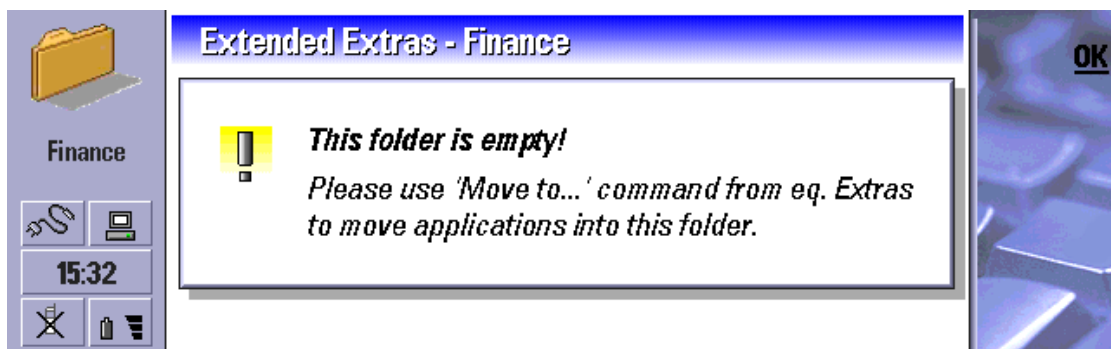 Extended Extras - Finance
OK
Finance
This folder is empty!
Please use 'Move to...' command from eq. Extras
to move applications into this folder.
15:32